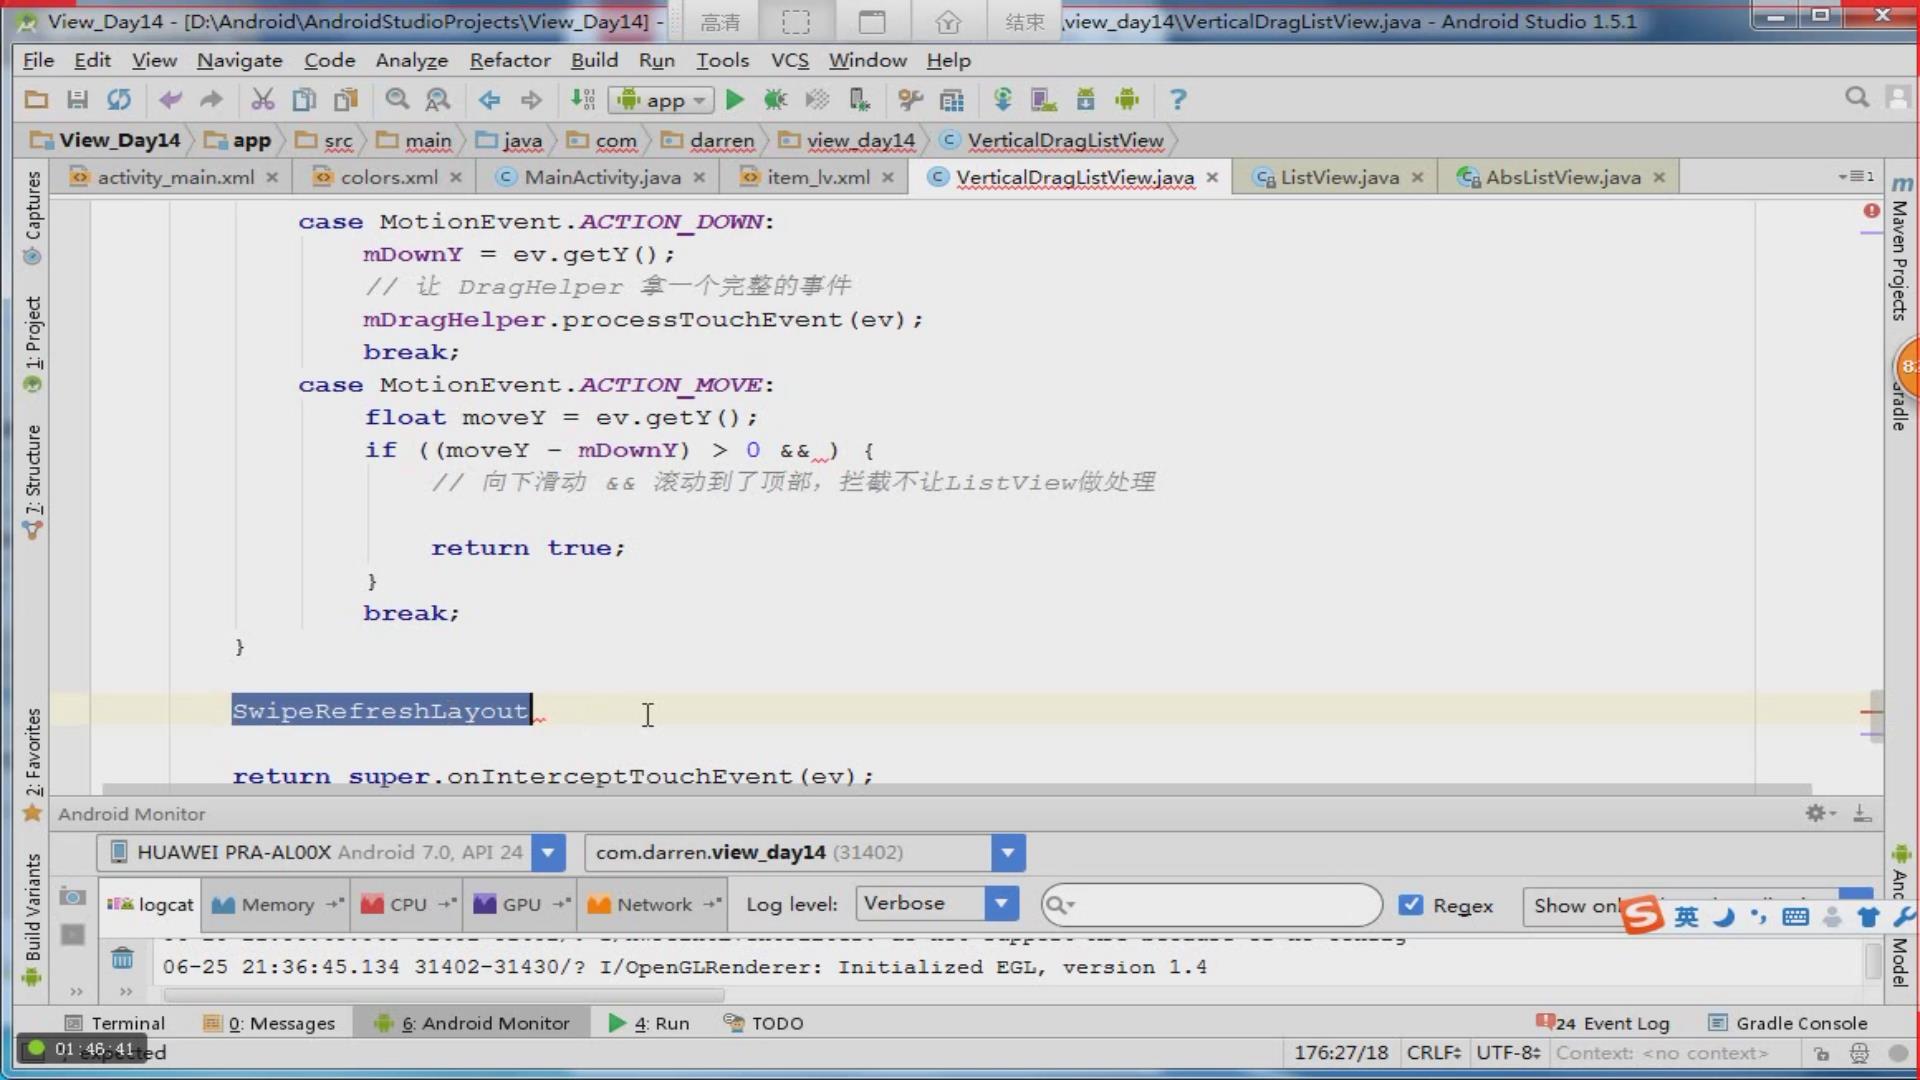 View_Day14 - [D:\Android\AndroidStudioProjects\View_Day14] - 高清 结束 \view_day14\VerticalDragListView.java - Android Studio 1.5.1
File Edit View Navigate Code Analyze Refactor Build Run Tools VCS Window Help
app
View_Day14 app src main java com darren view_day14 VerticalDragListView
activity_main.xml colors.xml MainActivity.java item_lv.xml VerticalDragListView.java ListView.java AbsListView.java 1
Captures
1: Project
7: Structure
2: Favorites
Build Variants
case MotionEvent.ACTION_DOWN:
mDownY = ev.getY();
// 让 DragHelper 拿一个完整的事件
mDragHelper.processTouchEvent(ev);
break;
case MotionEvent.ACTION_MOVE:
float moveY = ev.getY();
if ((moveY - mDownY) > 0 && ) {
// 向下滑动 && 滚动到了顶部，拦截不让ListView做处理
return true;
}
break;
}
SwipeRefreshLayout
return super.onInterceptTouchEvent(ev);
Maven Projects
Model
Android Monitor
HUAWEI PRA-AL00X Android 7.0, API 24 com.darren.view_day14 (31402)
logcat Memory CPU GPU Network Log level: Verbose Regex Show onl 英
06-25 21:36:45.134 31402-31430/? I/OpenGLRenderer: Initialized EGL, version 1.4
Terminal 0: Messages 6: Android Monitor 4: Run TODO 24 Event Log Gradle Console
01:46:41 expected 176:27/18 CRLF UTF-8 Context: <no context>